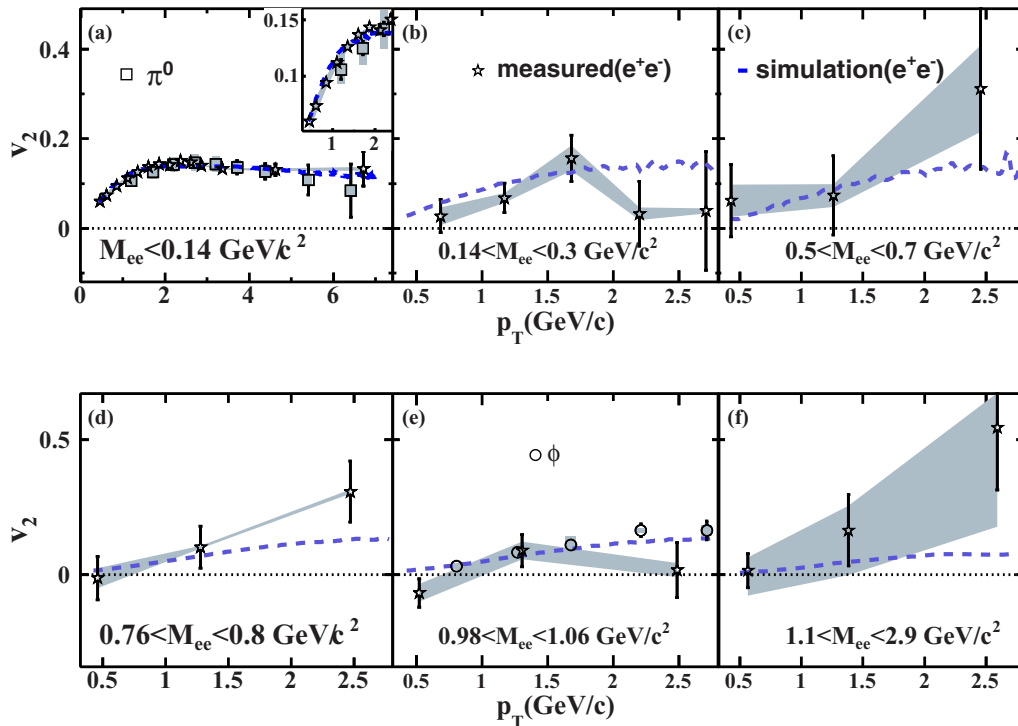 (a)
π⁰
0.15
0.1
1 2
(b)
☆ measured(e⁺e⁻)
(c)
simulation(e⁺e⁻)
v₂
0.4
0.2
0
M_ee<0.14 GeV/c²
0.14<M_ee<0.3 GeV/c²
0.5<M_ee<0.7 GeV/c²
0 2 4 6
0.5 1 1.5 2 2.5
0.5 1 1.5 2 2.5
p_T(GeV/c)
p_T(GeV/c)
(d)
(e)
ϕ
(f)
v₂
0.5
0
0.76<M_ee<0.8 GeV/c²
0.98<M_ee<1.06 GeV/c²
1.1<M_ee<2.9 GeV/c²
0.5 1 1.5 2 2.5
0.5 1 1.5 2 2.5
0.5 1 1.5 2 2.5
p_T(GeV/c)
p_T(GeV/c)